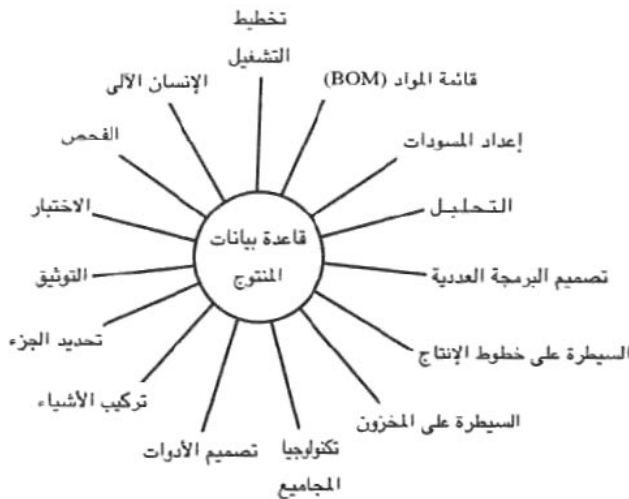 تخطيط
التشغيل
قائمة المواد (BOM)
إعداد المسودات
التحليل
تصميم البرمجة العددية
السيطرة على خطوط الإنتاج
السيطرة على المخزون
تكنولوجيا
المجاميع
تصميم الأدوات
تركيب الأشياء
تحديد الجزء
التوثيق
الاختبار
الفحص
الإنسان الآلى
قاعدة بيانات
المنتوج